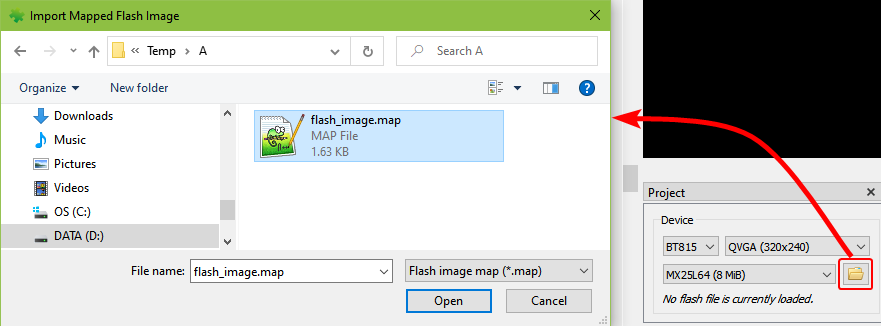 Import Mapped Flash Image
« Temp > A
Search A
Organize
New folder
Downloads
Music
Pictures
Videos
OS (C:)
DATA (D:)
flash_image.map
MAP File
1.63 KB
File name:
flash_image.map
Flash image map (*.map)
Open
Cancel
Project
Device
BT815
QVGA (320x240)
MX25L64 (8 MiB)
No flash file is currently loaded.